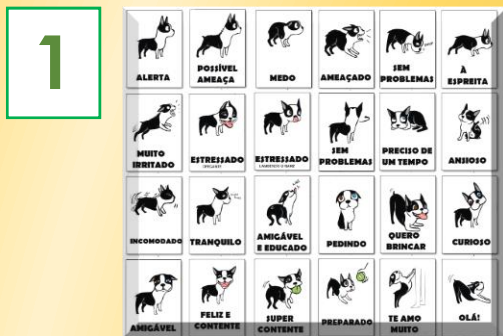 1
ALERTA
POSSÍVEL
AMEAÇA
MEDO
AMEAÇADO
SEM
PROBLEMAS
À
ESPREITA
MUITO
IRRITADO
ESTRESSADO
ESTRESSADO
SEM
PROBLEMAS
PRECISO DE
UM TEMPO
ANSIOSO
INCOMODADO
TRANQUILO
AMIGÁVEL
E EDUCADO
PEDINDO
QUERO
BRINCAR
CURIOSO
AMIGÁVEL
FELIZ E
CONTENTE
SUPER
CONTENTE
PREPARADO
TE AMO
MUITO
OLÁ!